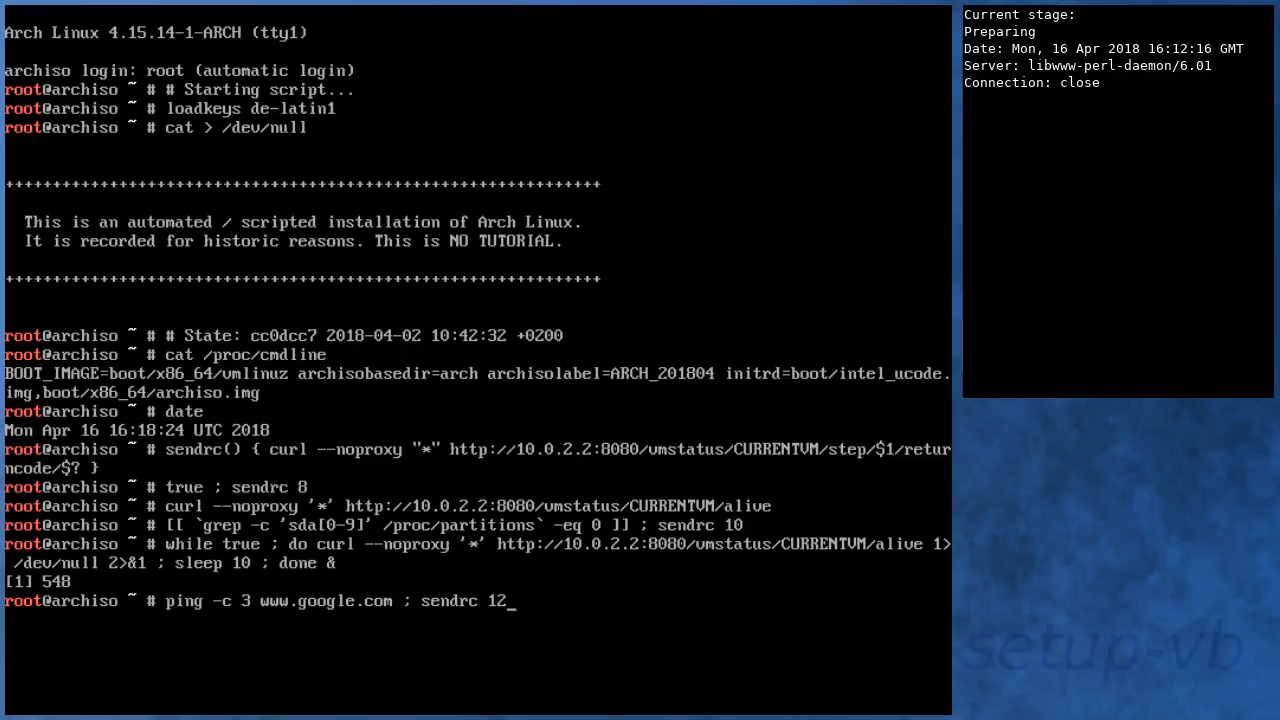 Arch Linux 4.15.14-1-ARCH (tty1)
archiso login: root (automatic login)
root@archiso ~ # # Starting script...
root@archiso ~ # loadkeys de-latin1
root@archiso ~ # cat > /dev/null
++++++++++++++++++++++++++++++++++++++++++++++++++++++++++++++++
This is an automated / scripted installation of Arch Linux.
It is recorded for historic reasons. This is NO TUTORIAL.
++++++++++++++++++++++++++++++++++++++++++++++++++++++++++++++++
root@archiso ~ # # State: cc0dcc7 2018-04-02 10:42:32 +0200
root@archiso ~ # cat /proc/cmdline
BOOT_IMAGE=boot/x86_64/vmlinuz archisobasedir=arch archisolabel=ARCH_201804 initrd=boot/intel_ucode.
img,boot/x86_64/archiso.img
root@archiso ~ # date
Mon Apr 16 16:18:24 UTC 2018
root@archiso ~ # sendrc() { curl --noproxy "*" http://10.0.2.2:8080/vmstatus/CURRENTVM/step/$1/retur
ncode/$? }
root@archiso ~ # true ; sendrc 8
root@archiso ~ # curl --noproxy '*' http://10.0.2.2:8080/vmstatus/CURRENTVM/alive
root@archiso ~ # [[ `grep -c 'sda[0-9]' /proc/partitions` -eq 0 ]] ; sendrc 10
root@archiso ~ # while true ; do curl --noproxy '*' http://10.0.2.2:8080/vmstatus/CURRENTVM/alive 1>
/dev/null 2>&1 ; sleep 10 ; done &
[1] 548
root@archiso ~ # ping -c 3 www.google.com ; sendrc 12_
Current stage:
Preparing
Date: Mon, 16 Apr 2018 16:12:16 GMT
Server: libwww-perl-daemon/6.01
Connection: close
setup-vb